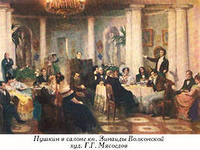 Пушкин в салоне кн. Зинаиды Волконской
худ. Г.Г. Мясоедов